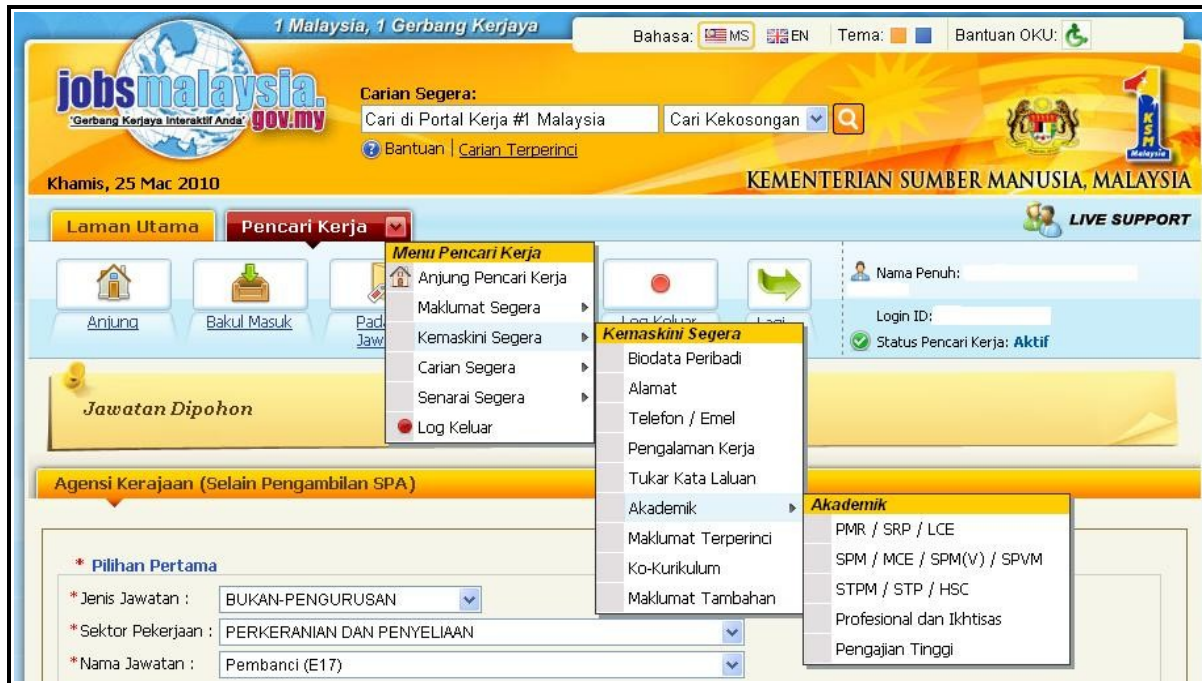 1 Malaysia, 1 Gerbang Kerjaya
Bahasa: MS EN Tema: Bantuan OKU:
jobsmalaysia.
'Gerbang Kerjaya Interaktif Anda' gov.my
Carian Segera:
Cari di Portal Kerja #1 Malaysia Cari Kekosongan
Bantuan | Carian Terperinci
1
KSM
Malaysia
Khamis, 25 Mac 2010
KEMENTERIAN SUMBER MANUSIA, MALAYSIA
Laman Utama Pencari Kerja
LIVE SUPPORT
Menu Pencari Kerja
Anjung Pencari Kerja
Maklumat Segera
Kemaskini Segera
Carian Segera
Senarai Segera
Log Keluar
Anjung Bakul Masuk
Log Keluar
Nama Penuh:
Login ID:
Status Pencari Kerja: Aktif
Kemaskini Segera
Biodata Peribadi
Alamat
Telefon / Emel
Pengalaman Kerja
Tukar Kata Laluan
Akademik
Maklumat Terperinci
Ko-Kurikulum
Maklumat Tambahan
Akademik
PMR / SRP / LCE
SPM / MCE / SPM(V) / SPVM
STPM / STP / HSC
Profesional dan Ikhtisas
Pengajian Tinggi
Jawatan Dipohon
Agensi Kerajaan (Selain Pengambilan SPA)
* Pilihan Pertama
*Jenis Jawatan : BUKAN-PENGURUSAN
*Sektor Pekerjaan : PERKERANIAN DAN PENYELIAAN
*Nama Jawatan : Pembanci (E17)